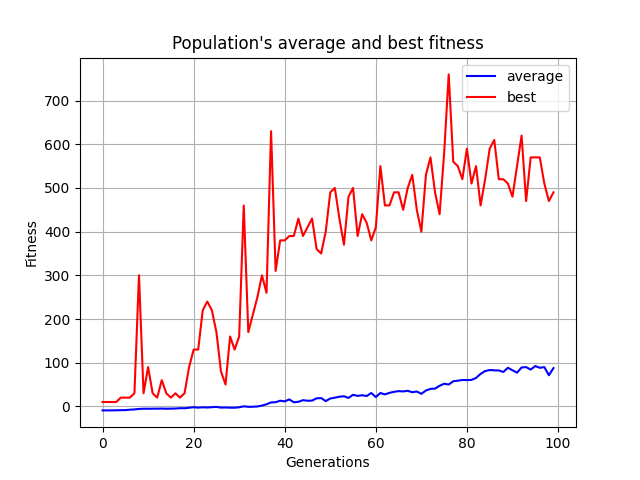 Population's average and best fitness
average
best
Fitness
700
600
500
400
300
200
100
0
0 20 40 60 80 100
Generations